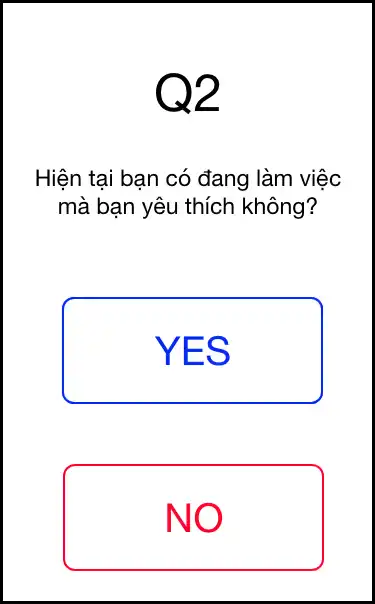 Q2
Hiện tại bạn có đang làm việc
mà bạn yêu thích không?
YES
NO